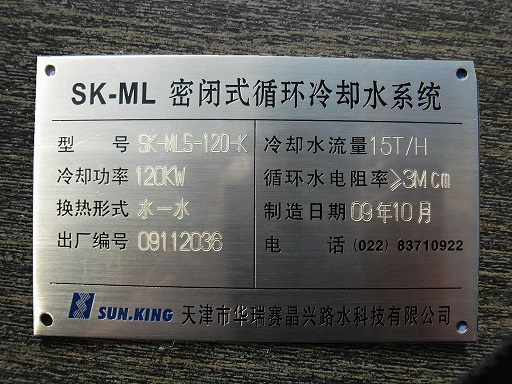 SK-ML 密闭式循环冷却水系统
型 号 SK-MLS-120-K
冷却功率 120KW
换热形式 水一水
出厂编号 09112036
冷却水流量 15T/H
循环水电阻率 ≥3Mcm
制造日期 09年10月
电 话 (022) 83710922
SUN.KING 天津市华瑞赛晶兴路水科技有限公司